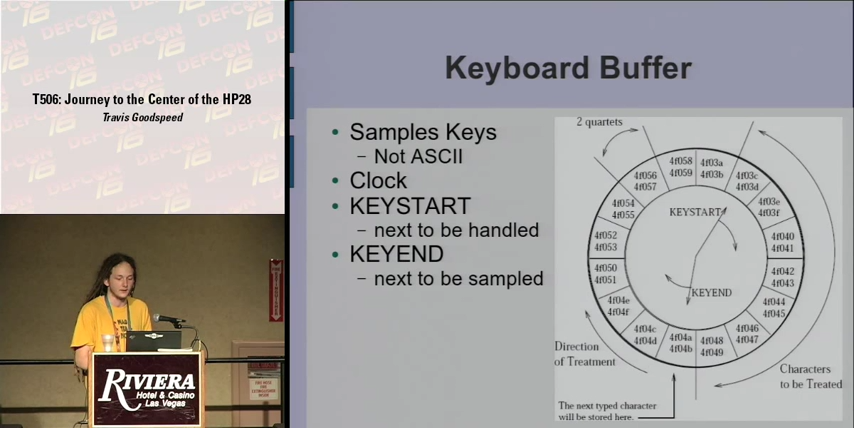 T506: Journey to the Center of the HP28
Travis Goodspeed
DEFCON 16
RIVIERA
Hotel & Casino
Las Vegas
Keyboard Buffer
• Samples Keys
– Not ASCII
• Clock
• KEYSTART
– next to be handled
• KEYEND
– next to be sampled
2 quartets
4f058
4f059
4f03a
4f03b
4f03c
4f03d
4f03e
4f03f
4f040
4f041
4f042
4f043
4f044
4f045
4f046
4f047
4f048
4f049
4f04a
4f04b
4f04c
4f04d
4f04e
4f04f
4f050
4f051
4f052
4f053
4f054
4f055
4f056
4f057
KEYSTART
KEYEND
Direction
of Treatment
Characters
to be Treated
The next typed character
will be stored here.